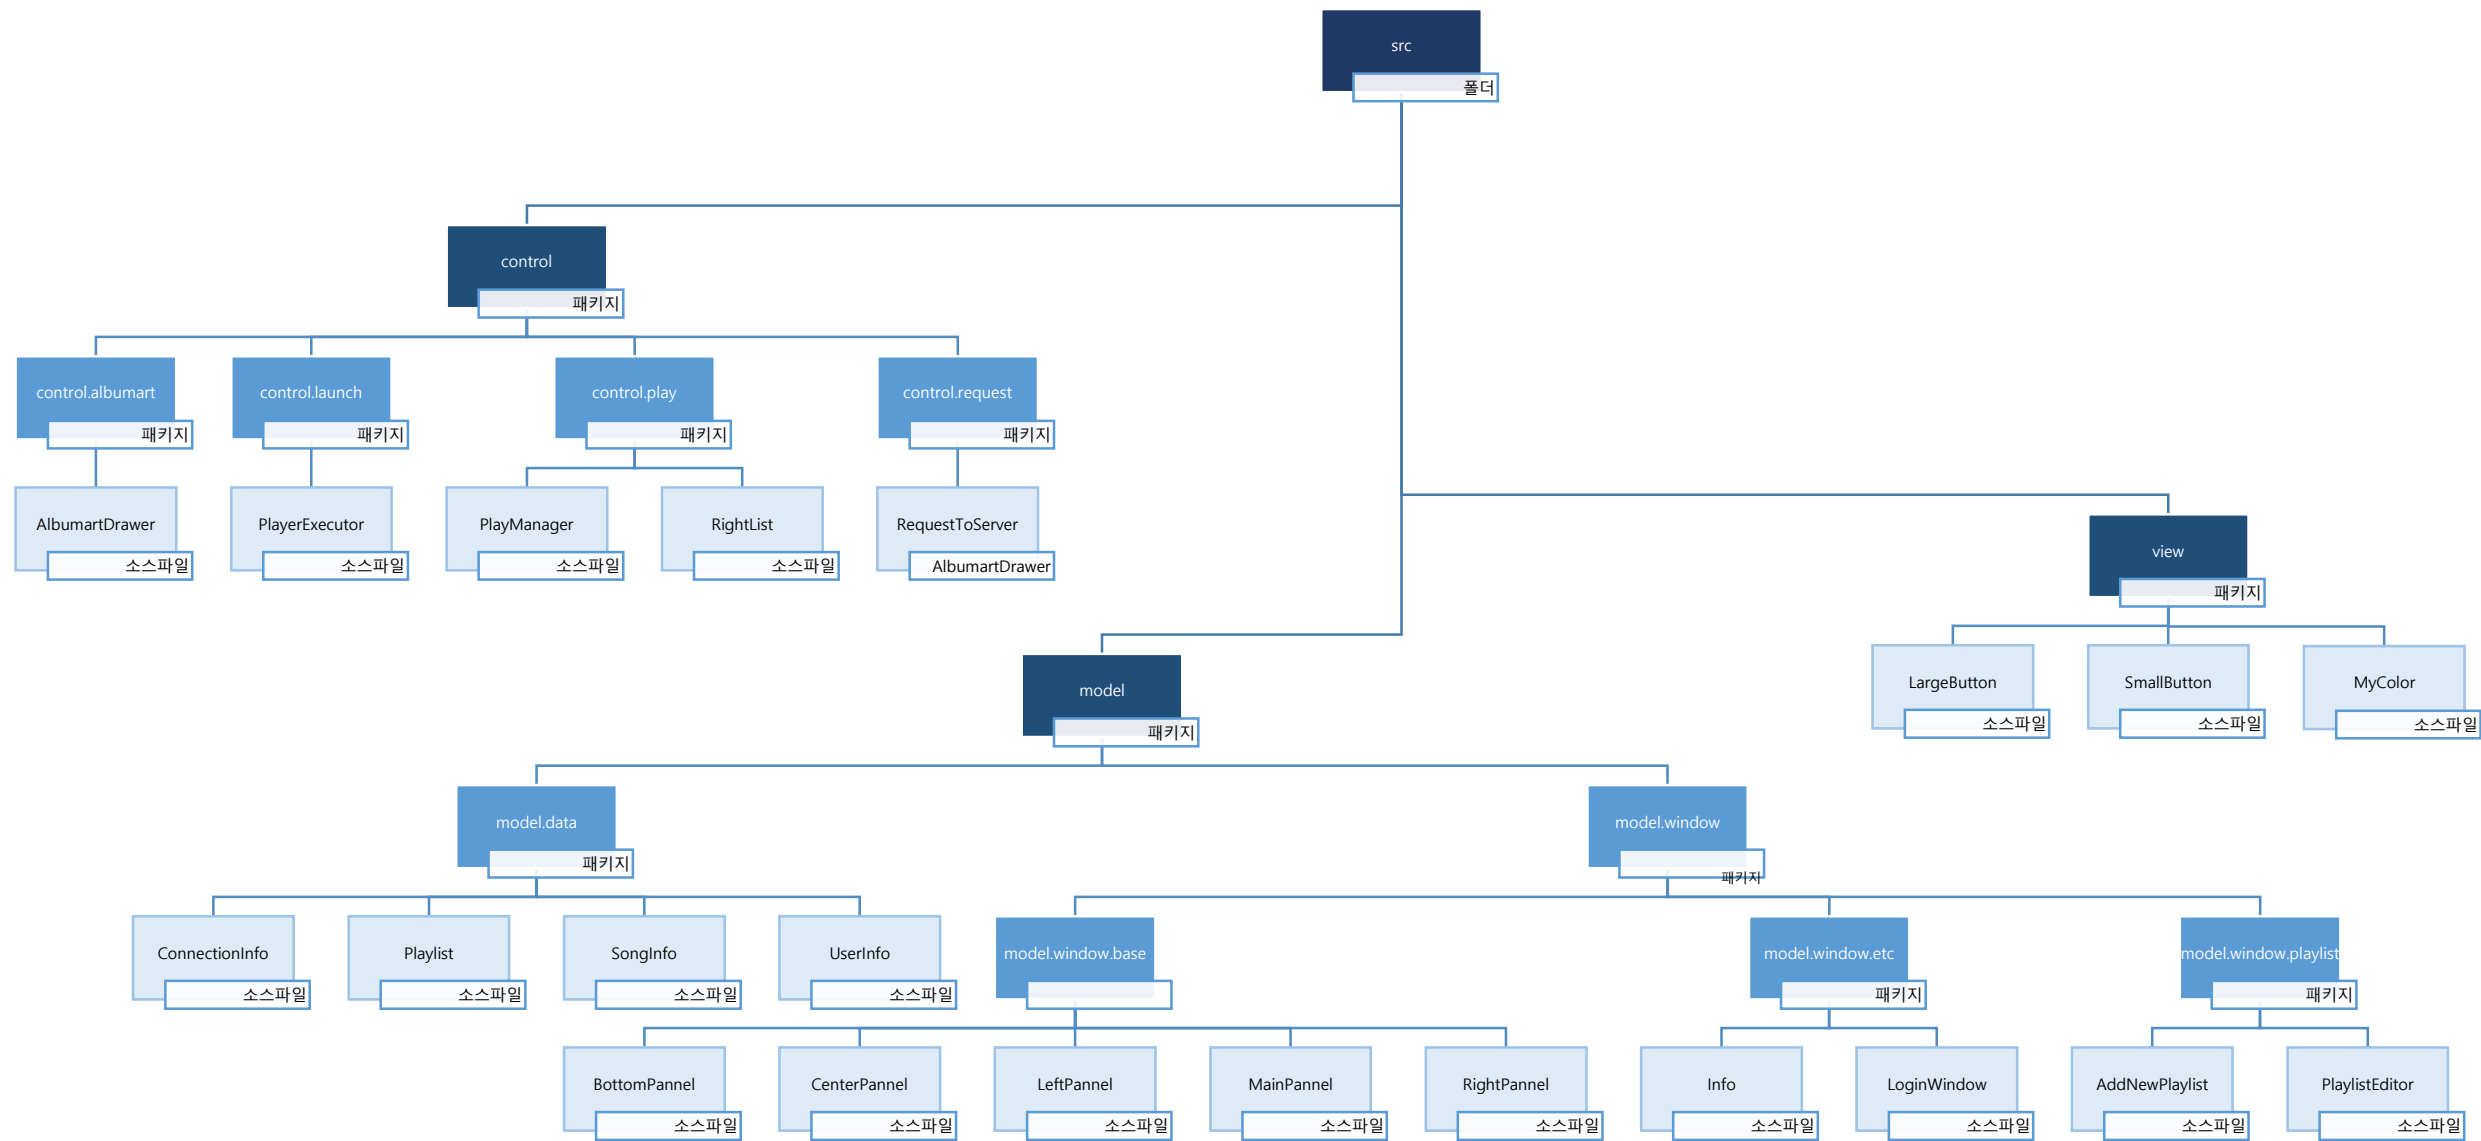 src
폴더
control
패키지
control.albumart
패키지
control.launch
패키지
control.play
패키지
control.request
패키지
AlbumartDrawer
소스파일
PlayerExecutor
소스파일
PlayManager
소스파일
RightList
소스파일
RequestToServer
AlbumartDrawer
view
패키지
LargeButton
소스파일
SmallButton
소스파일
MyColor
소스파일
model
패키지
model.data
패키지
model.window
패키지
ConnectionInfo
소스파일
Playlist
소스파일
SongInfo
소스파일
UserInfo
소스파일
model.window.base
model.window.etc
패키지
model.window.playlist
패키지
BottomPannel
소스파일
CenterPannel
소스파일
LeftPannel
소스파일
MainPannel
소스파일
RightPannel
소스파일
Info
소스파일
LoginWindow
소스파일
AddNewPlaylist
소스파일
PlaylistEditor
소스파일